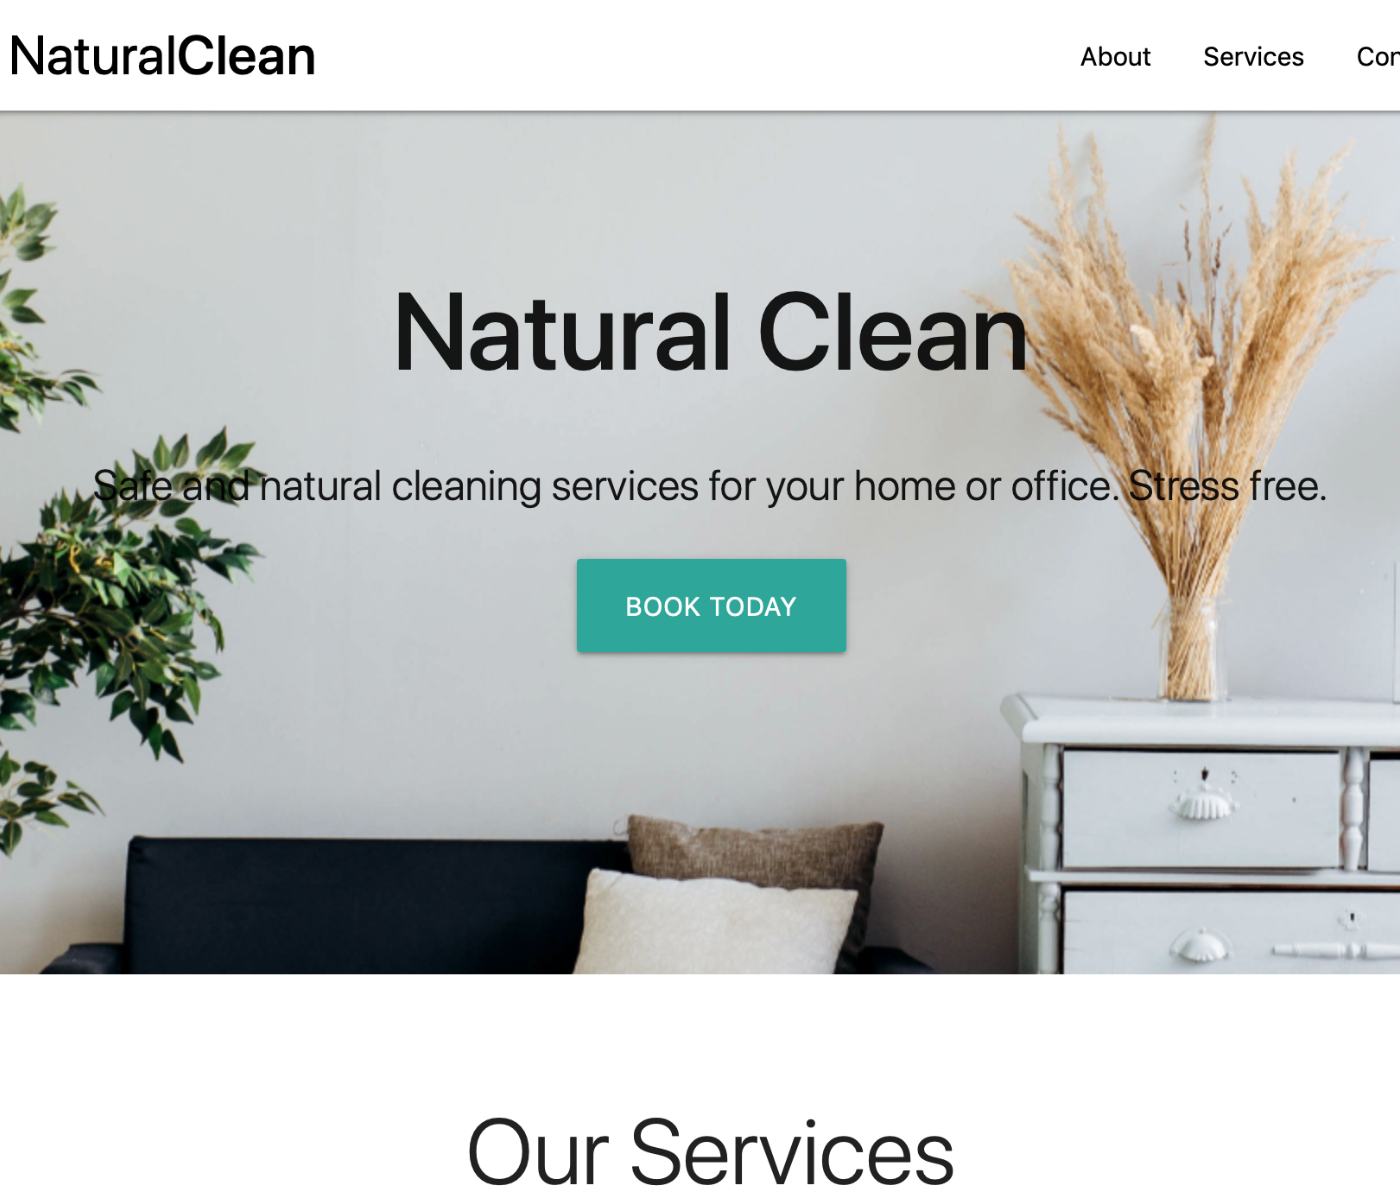 NaturalClean
About Services
Natural Clean
Safe and natural cleaning services for your home or office. Stress free.
BOOK TODAY
Our Services